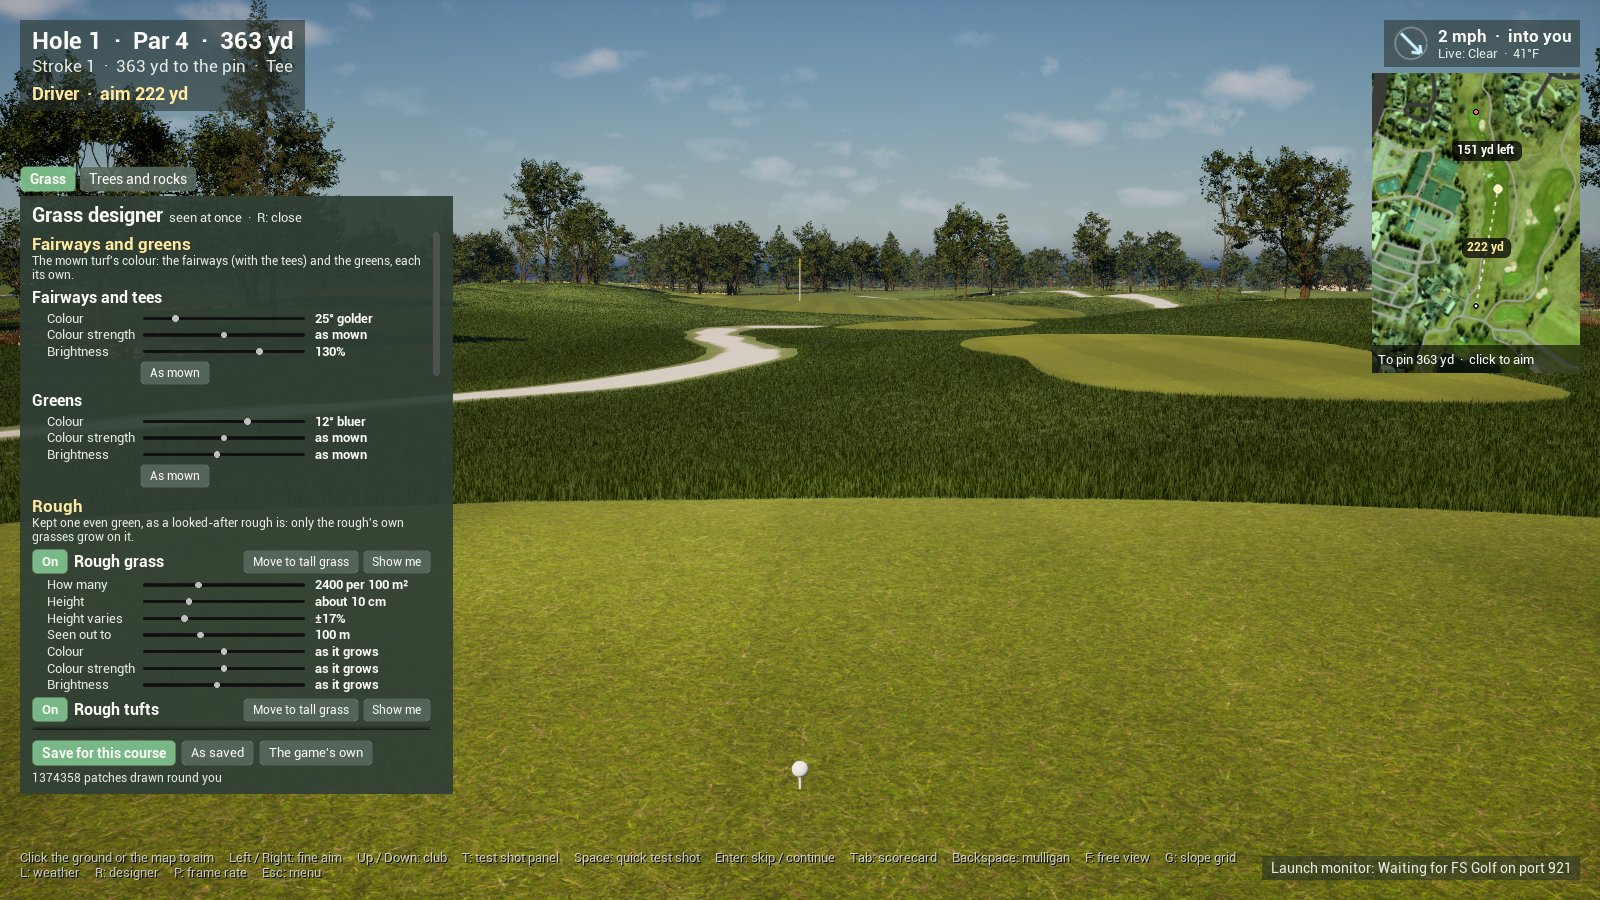 Hole 1 · Par 4 · 363 yd
Stroke 1 · 363 yd to the pin · Tee
Driver · aim 222 yd
2 mph · into you
Live: Clear · 41°F
151 yd left
222 yd
To pin 363 yd · click to aim
Grass
Trees and rocks
Grass designer seen at once · R: close
Fairways and greens
The mown turf's colour: the fairways (with the tees) and the greens, each
its own.
Fairways and tees
Colour 25° golder
Colour strength as mown
Brightness 130%
As mown
Greens
Colour 12° bluer
Colour strength as mown
Brightness as mown
As mown
Rough
Kept one even green, as a looked-after rough is: only the rough's own
grasses grow on it.
On Rough grass Move to tall grass Show me
How many 2400 per 100 m²
Height about 10 cm
Height varies ±17%
Seen out to 100 m
Colour as it grows
Colour strength as it grows
Brightness as it grows
On Rough tufts Move to tall grass Show me
Save for this course As saved The game's own
1374358 patches drawn round you
Click the ground or the map to aim Left / Right: fine aim Up / Down: club T: test shot panel Space: quick test shot Enter: skip / continue Tab: scorecard Backspace: mulligan F: free view G: slope grid
L: weather R: designer P: frame rate Esc: menu
Launch monitor: Waiting for FS Golf on port 921